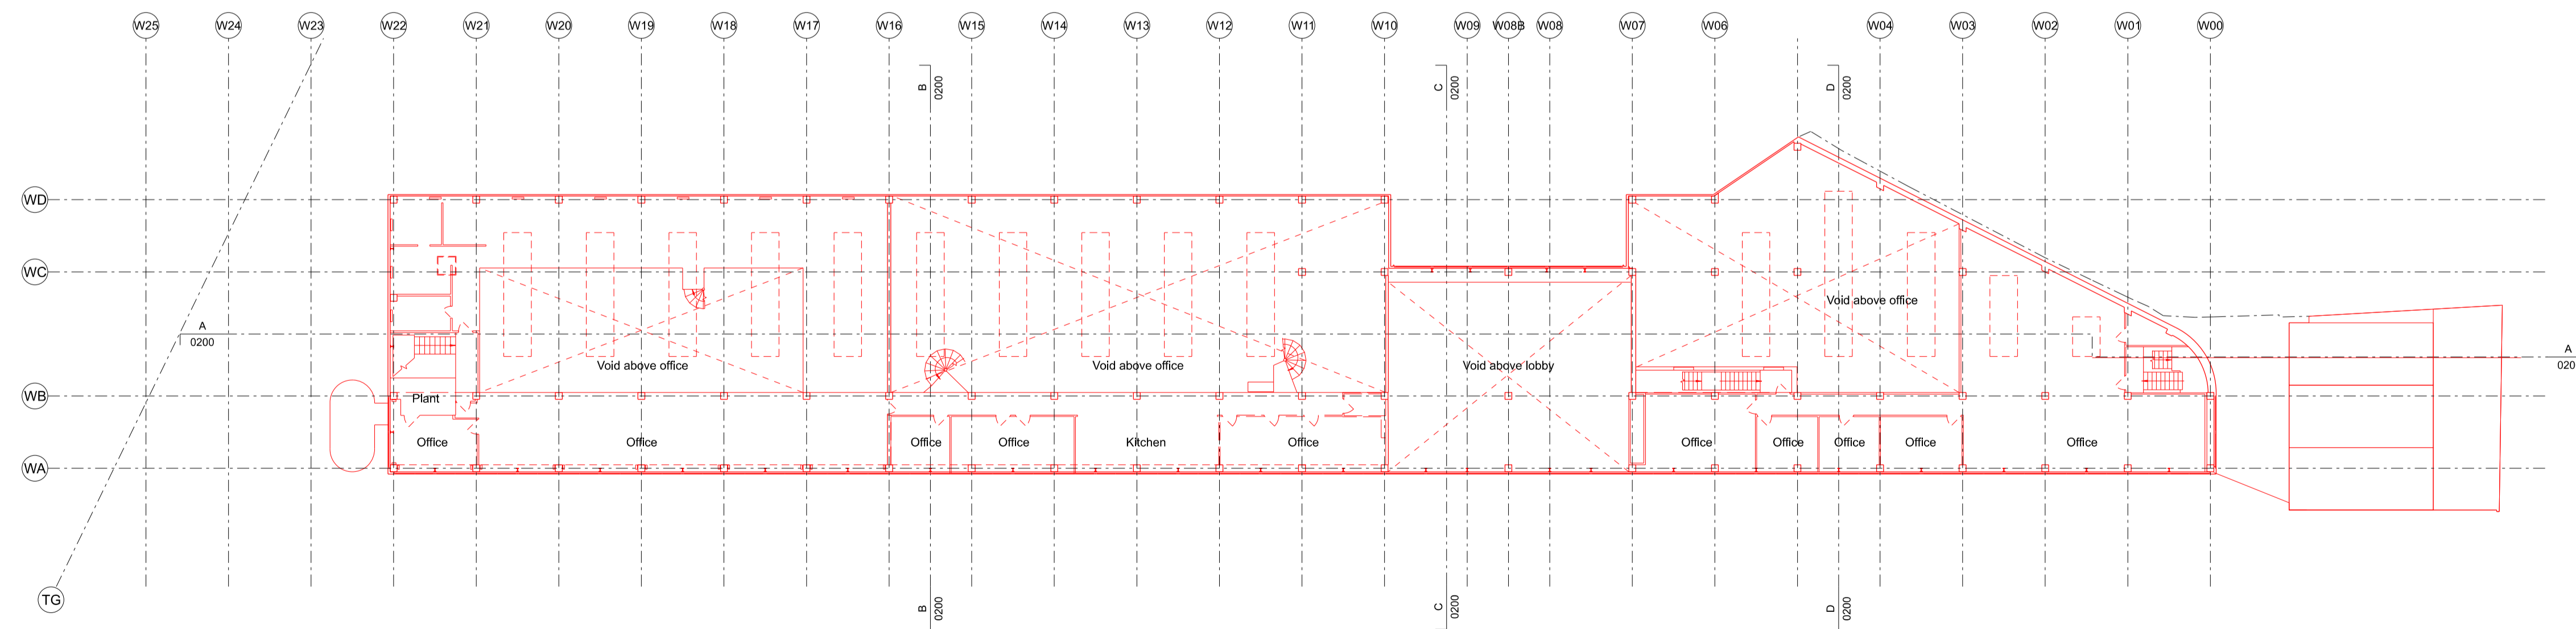 W25 W24 W23 W22 W21 W20 W19 W18 W17 W16 W15 W14 W13 W12 W11 W10 W09 W08B W08 W07 W06 W04 W03 W02 W01 W00
B 0200 C 0200 D 0200
WD
WC
Void above office
A
0200
A
020
Void above office Void above office Void above lobby
WB
Plant
Office Office Office Office Kitchen Office Office Office Office Office Office
WA
TG
B 0200 C 0200 D 0200